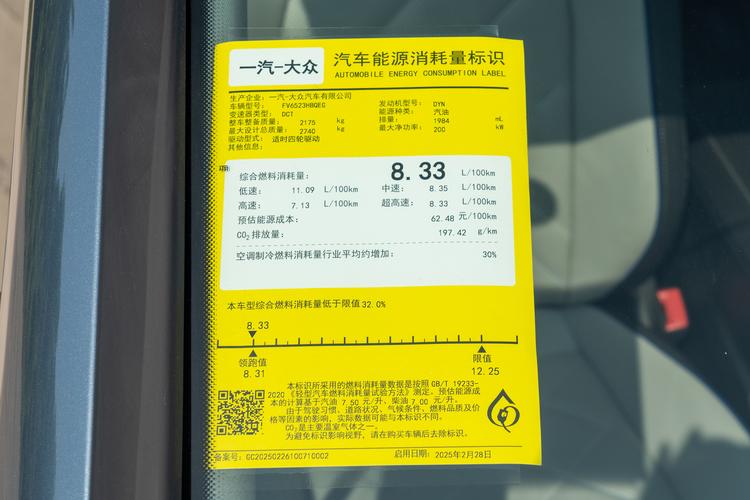 一汽-大众
汽车能源消耗量标识
AUTOMOBILE ENERGY CONSUMPTION LABEL
生产企业：一汽-大众汽车有限公司
车辆型号： FV6523HBQEG 发动机型号： DYN
变速器类型： DCT 能源种类： 汽油
整车整备质量： 2175 kg 排量： 1984 mL
最大设计总质量： 2740 kg 最大净功率： 200 kW
驱动型式： 适时四轮驱动
其他信息：
综合燃料消耗量： 8.33 L/100km
低速： 11.09 L/100km 中速： 8.35 L/100km
高速： 7.13 L/100km 超高速： 8.33 L/100km
预估能源成本： 62.48 元/100km
CO2 排放量： 197.42 g/km
空调制冷燃料消耗量行业平均约增加： 30%
本车型综合燃料消耗量低于限值32.0%
8.33
领跑值 限值
8.31 12.25
本标识所采用的燃料消耗量数据是按照 GB/T 19233-
2020 《轻型汽车燃料消耗量试验方法》测定。预估能源成
本的计算基于汽油 7.50 元/升、柴油 7.00 元/升。
由于驾驶习惯、道路状况、气候条件、燃料品质及价
格等因素的影响，实际数据可能与本标识不同。
CO2是主要温室气体之一。
为避免标识影响视野，请在购买车辆后去除标识。
备案号：GC20250226100710002 启用日期：2025年2月28日